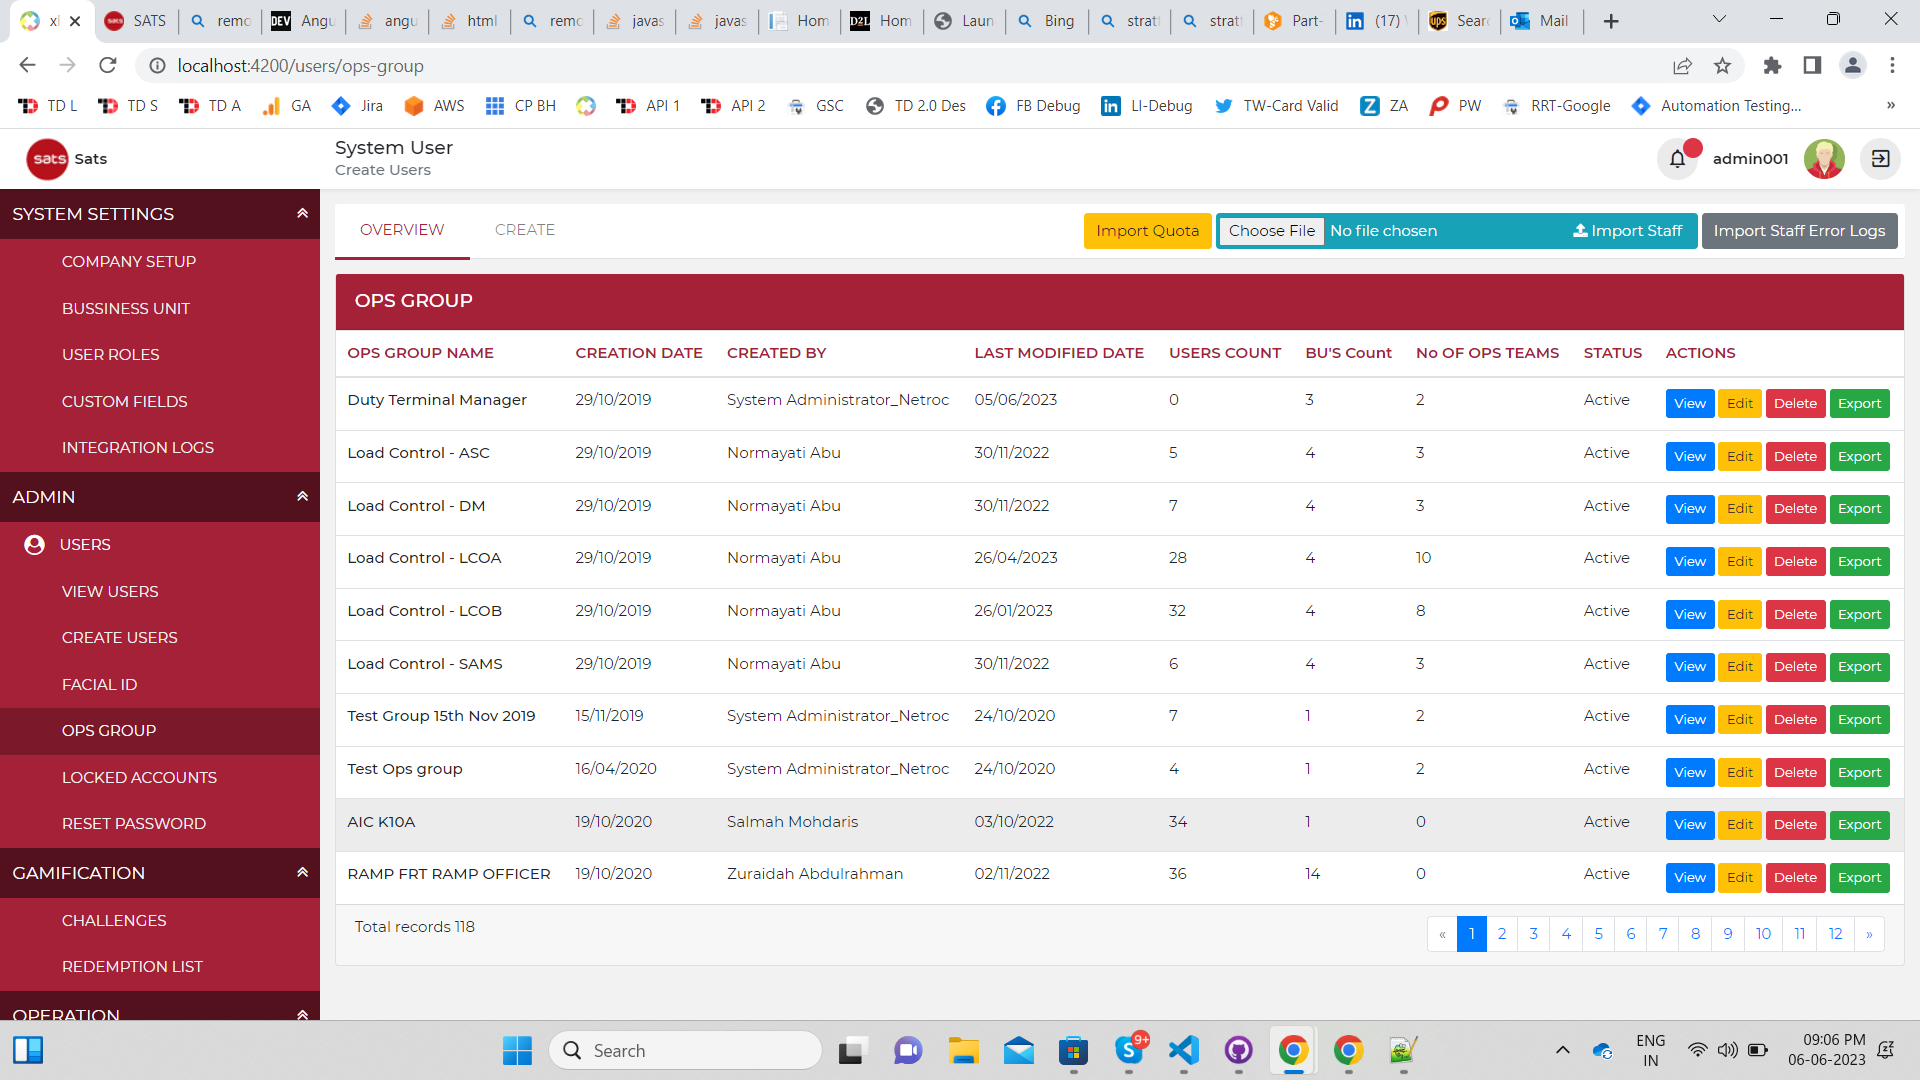 xl
SATS
remo
DEV Angu
angu
html
remo
javas
javas
Hom
D2L Hom
Laun
Bing
strat
strat
Part-
(17)
ups Sear
Mail
localhost:4200/users/ops-group
TD L
TD S
TD A
GA
Jira
AWS
CP BH
API 1
API 2
GSC
TD 2.0 Des
FB Debug
LI-Debug
TW-Card Valid
ZA
PW
RRT-Google
Automation Testing...
»
sats Sats
System User
Create Users
admin001
SYSTEM SETTINGS
COMPANY SETUP
BUSSINESS UNIT
USER ROLES
CUSTOM FIELDS
INTEGRATION LOGS
ADMIN
USERS
VIEW USERS
CREATE USERS
FACIAL ID
OPS GROUP
LOCKED ACCOUNTS
RESET PASSWORD
GAMIFICATION
CHALLENGES
REDEMPTION LIST
OPERATION
OVERVIEW CREATE Import Quota Choose File No file chosen Import Staff Import Staff Error Logs
OPS GROUP
OPS GROUP NAME CREATION DATE CREATED BY LAST MODIFIED DATE USERS COUNT BU'S Count No OF OPS TEAMS STATUS ACTIONS
Duty Terminal Manager 29/10/2019 System Administrator_Netroc 05/06/2023 0 3 2 Active View Edit Delete Export
Load Control - ASC 29/10/2019 Normayati Abu 30/11/2022 5 4 3 Active View Edit Delete Export
Load Control - DM 29/10/2019 Normayati Abu 30/11/2022 7 4 3 Active View Edit Delete Export
Load Control - LCOA 29/10/2019 Normayati Abu 26/04/2023 28 4 10 Active View Edit Delete Export
Load Control - LCOB 29/10/2019 Normayati Abu 26/01/2023 32 4 8 Active View Edit Delete Export
Load Control - SAMS 29/10/2019 Normayati Abu 30/11/2022 6 4 3 Active View Edit Delete Export
Test Group 15th Nov 2019 15/11/2019 System Administrator_Netroc 24/10/2020 7 1 2 Active View Edit Delete Export
Test Ops group 16/04/2020 System Administrator_Netroc 24/10/2020 4 1 2 Active View Edit Delete Export
AIC K10A 19/10/2020 Salmah Mohdaris 03/10/2022 34 1 0 Active View Edit Delete Export
RAMP FRT RAMP OFFICER 19/10/2020 Zuraidah Abdulrahman 02/11/2022 36 14 0 Active View Edit Delete Export
Total records 118
« 1 2 3 4 5 6 7 8 9 10 11 12 »
Search
9+
ENG
IN
09:06 PM
06-06-2023